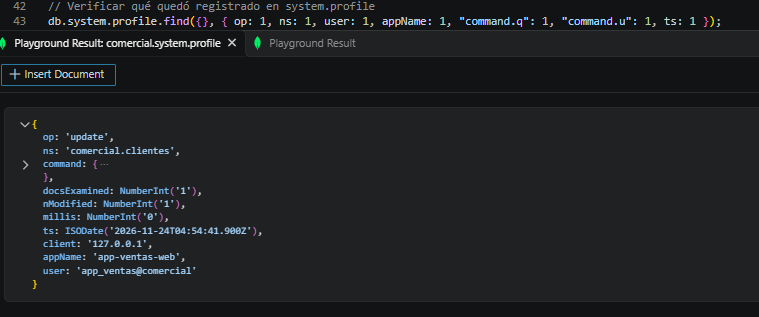 42 // Verificar qué quedó registrado en system.profile
43 db.system.profile.find({}, { op: 1, ns: 1, user: 1, appName: 1, "command.q": 1, "command.u": 1, ts: 1 });
Playground Result: comercial.system.profile × Playground Result
+ Insert Document
{
op: 'update',
ns: 'comercial.clientes',
command: { ...
},
docsExamined: NumberInt('1'),
nModified: NumberInt('1'),
millis: NumberInt('0'),
ts: ISODate('2026-11-24T04:54:41.900Z'),
client: '127.0.0.1',
appName: 'app-ventas-web',
user: 'app_ventas@comercial'
}